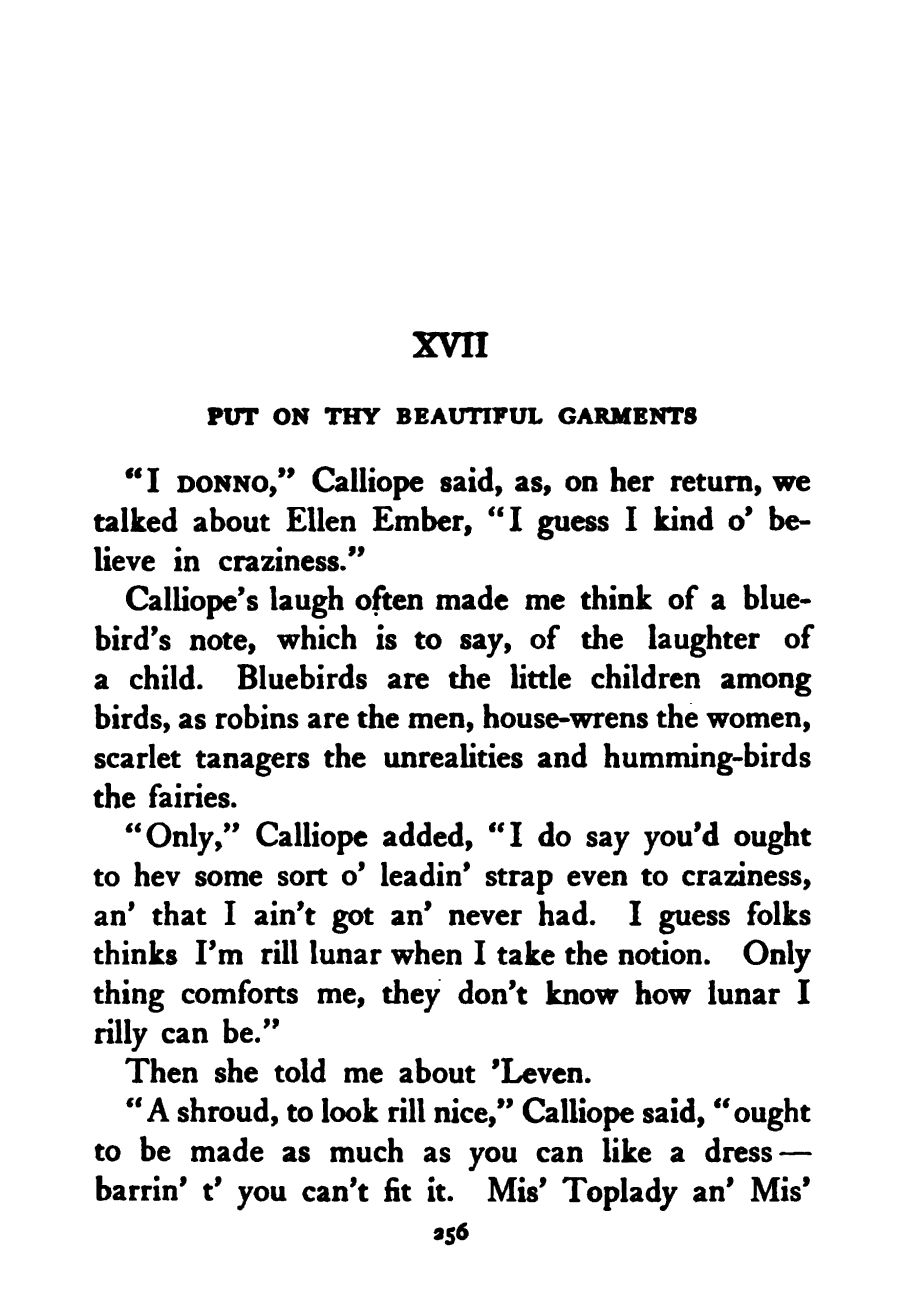 XVII
PUT ON THY BEAUTIFUL GARMENTS
"I DONNO," Calliope said, as, on her return, we
talked about Ellen Ember, "I guess I kind o' be-
lieve in craziness."
Calliope's laugh often made me think of a blue-
bird's note, which is to say, of the laughter of
a child. Bluebirds are the little children among
birds, as robins are the men, house-wrens the women,
scarlet tanagers the unrealities and humming-birds
the fairies.
"Only," Calliope added, "I do say you'd ought
to hev some sort o' leadin' strap even to craziness,
an' that I ain't got an' never had. I guess folks
thinks I'm rill lunar when I take the notion. Only
thing comforts me, they don't know how lunar I
rilly can be."
Then she told me about 'Leven.
"A shroud, to look rill nice," Calliope said, "ought
to be made as much as you can like a dress —
barrin' t' you can't fit it. Mis' Toplady an' Mis'
256